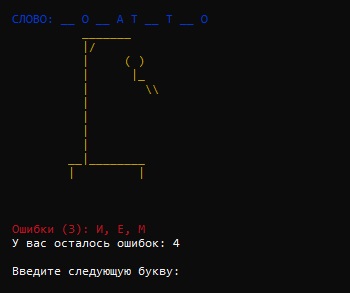 СЛОВО: __ О __ А Т __ Т __ О
Ошибки (3): И, Е, М
У вас осталось ошибок: 4
Введите следующую букву: